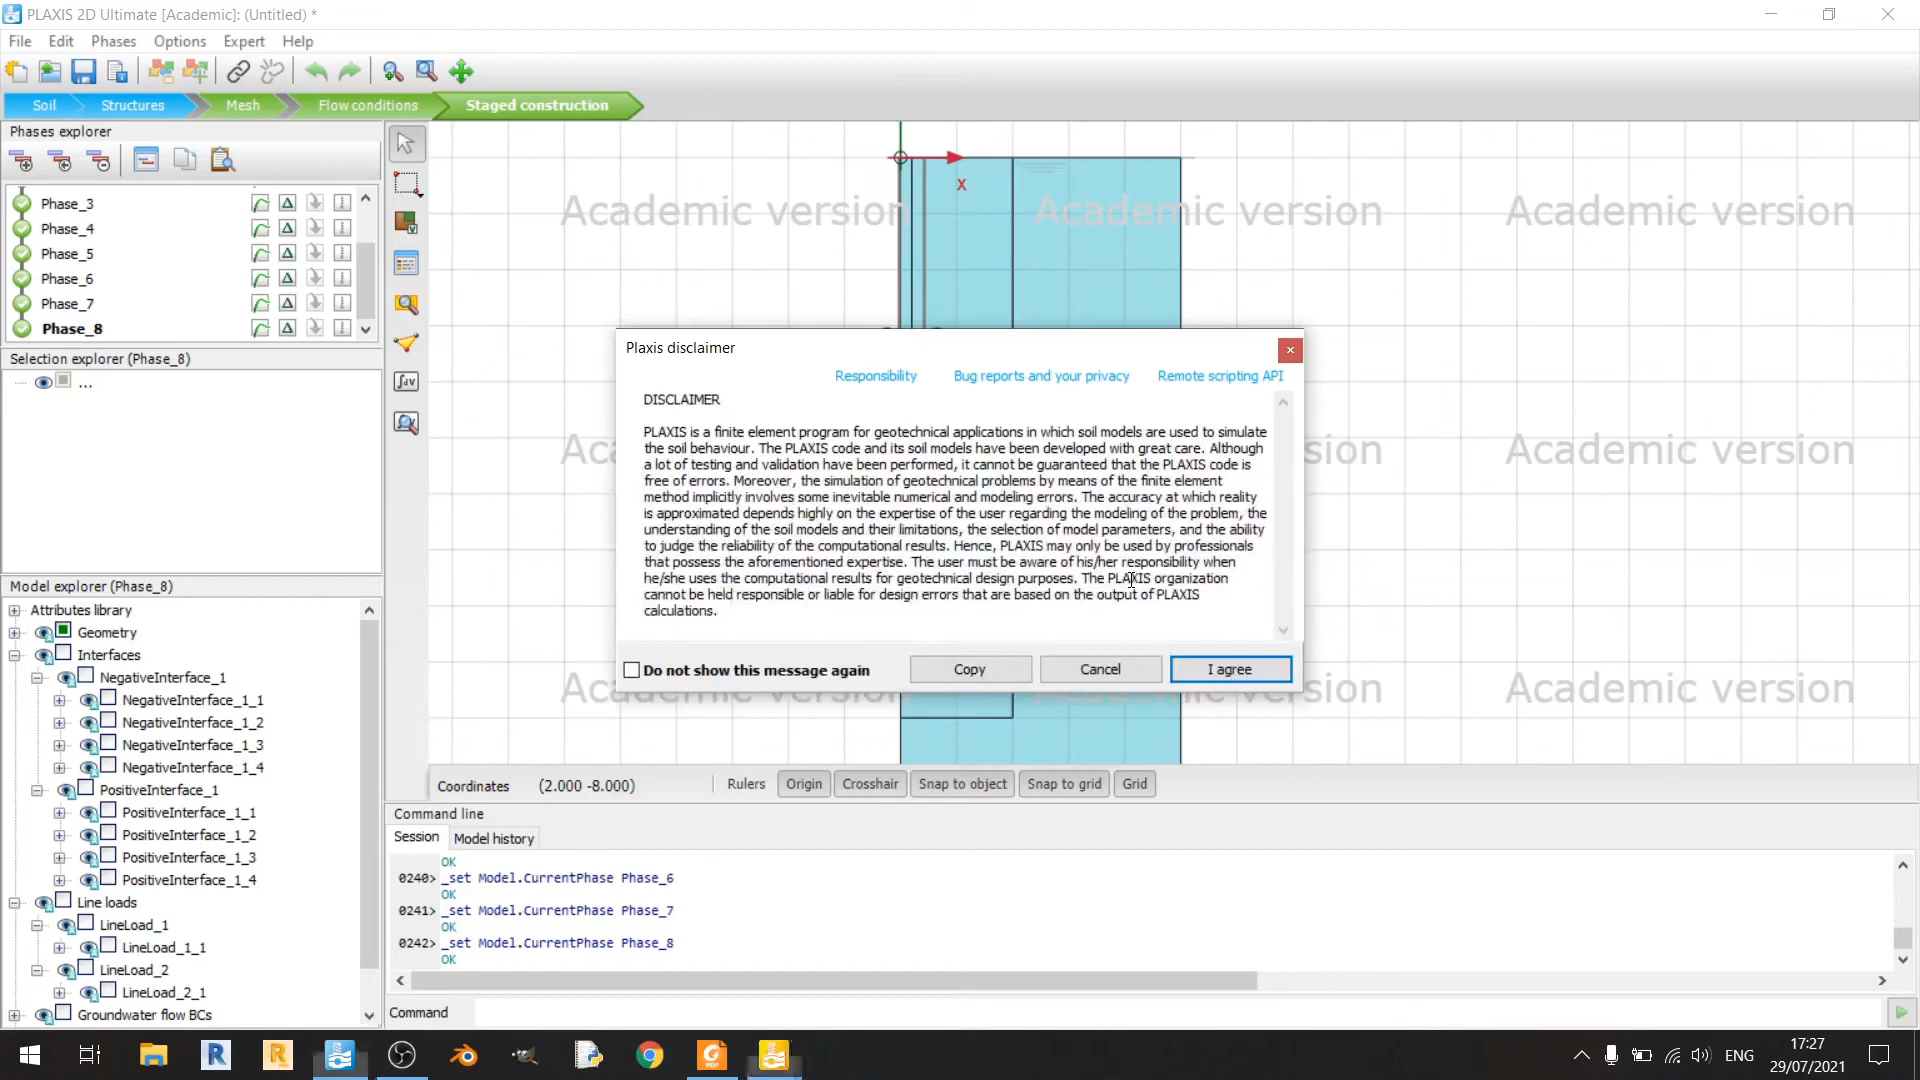 PLAXIS 2D Ultimate [Academic]: (Untitled) *
File Edit Phases Options Expert Help
Soil Structures Mesh Flow conditions Staged construction
Phases explorer
Phase_3
Phase_4
Phase_5
Phase_6
Phase_7
Phase_8
Selection explorer (Phase_8)
...
Model explorer (Phase_8)
Attributes library
Geometry
Interfaces
NegativeInterface_1
NegativeInterface_1_1
NegativeInterface_1_2
NegativeInterface_1_3
NegativeInterface_1_4
PositiveInterface_1
PositiveInterface_1_1
PositiveInterface_1_2
PositiveInterface_1_3
PositiveInterface_1_4
Line loads
LineLoad_1
LineLoad_1_1
LineLoad_2
LineLoad_2_1
Groundwater flow BCs
x
Academic version Academic version Academic version
Aca sion Academic version
Academic version Academic version Academic version
Plaxis disclaimer
Responsibility Bug reports and your privacy Remote scripting API
DISCLAIMER
PLAXIS is a finite element program for geotechnical applications in which soil models are used to simulate
the soil behaviour. The PLAXIS code and its soil models have been developed with great care. Although
a lot of testing and validation have been performed, it cannot be guaranteed that the PLAXIS code is
free of errors. Moreover, the simulation of geotechnical problems by means of the finite element
method implicitly involves some inevitable numerical and modeling errors. The accuracy at which reality
is approximated depends highly on the expertise of the user regarding the modeling of the problem, the
understanding of the soil models and their limitations, the selection of model parameters, and the ability
to judge the reliability of the computational results. Hence, PLAXIS may only be used by professionals
that possess the aforementioned expertise. The user must be aware of his/her responsibility when
he/she uses the computational results for geotechnical design purposes. The PLAXIS organization
cannot be held responsible or liable for design errors that are based on the output of PLAXIS
calculations.
Do not show this message again Copy Cancel I agree
Coordinates (2.000 -8.000) Rulers Origin Crosshair Snap to object Snap to grid Grid
Command line
Session Model history
OK
0240> _set Model.CurrentPhase Phase_6
OK
0241> _set Model.CurrentPhase Phase_7
OK
0242> _set Model.CurrentPhase Phase_8
OK
Command
ENG
17:27
29/07/2021